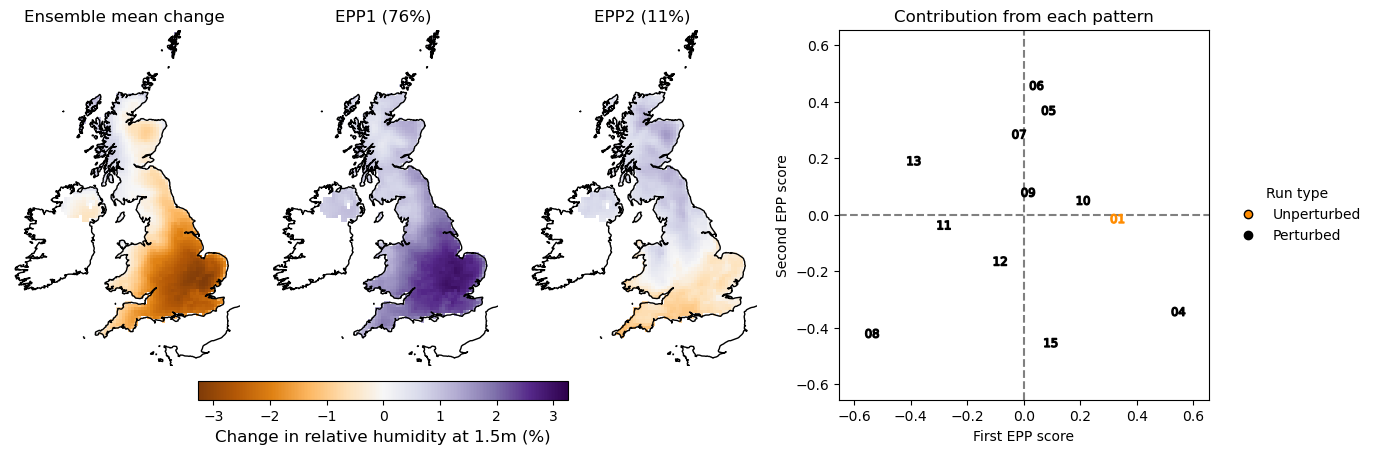 Ensemble mean change
EPP1 (76%)
EPP2 (11%)
Contribution from each pattern
−3 −2 −1 0 1 2 3
Change in relative humidity at 1.5m (%)
Second EPP score
0.6
0.4
0.2
0.0
−0.2
−0.4
−0.6
06
05
07
13
09
10
01
11
12
04
08
15
−0.6 −0.4 −0.2 0.0 0.2 0.4 0.6
First EPP score
Run type
Unperturbed
Perturbed